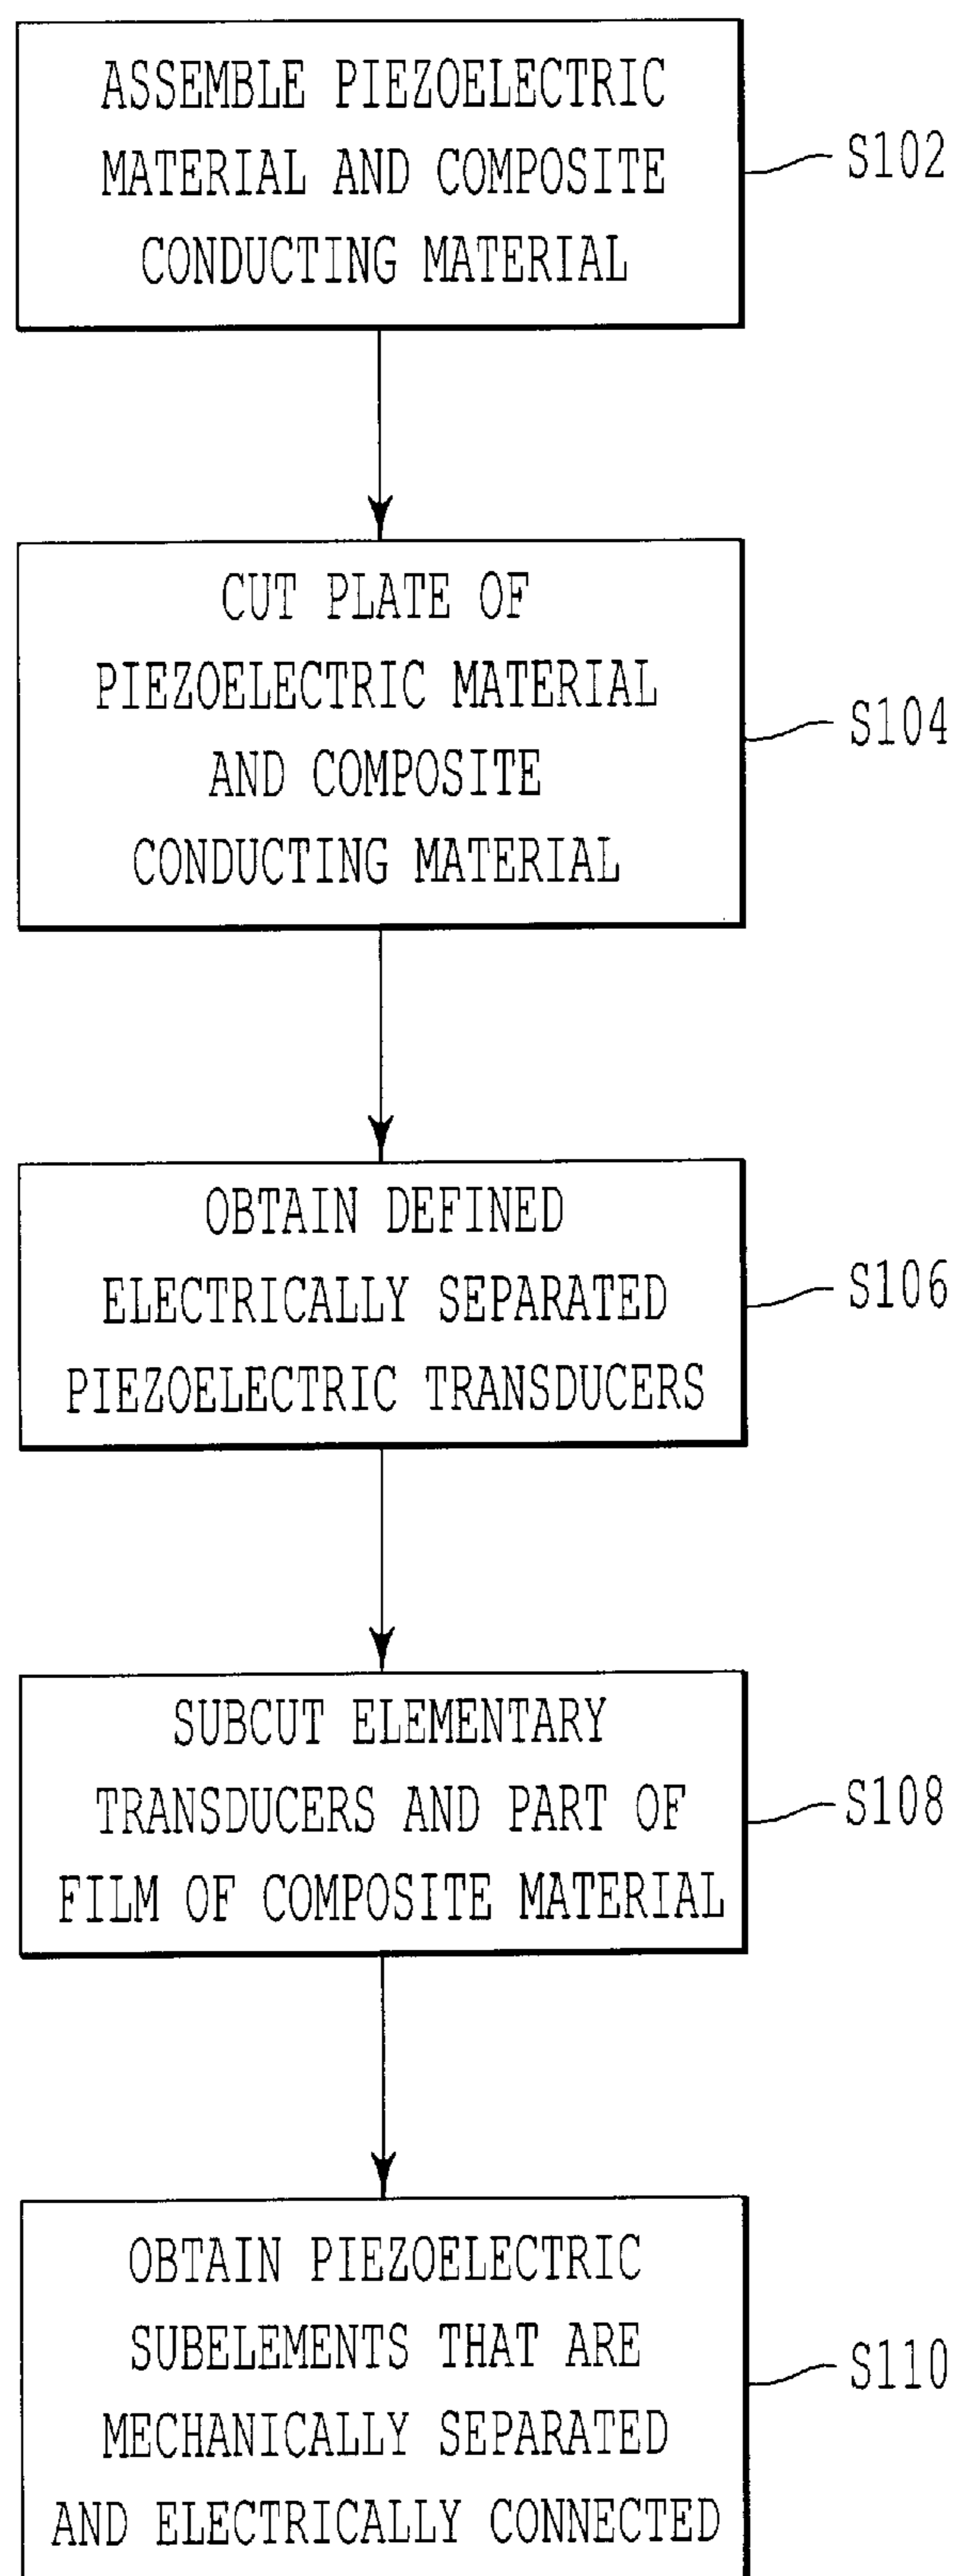 ASSEMBLE PIEZOELECTRIC
MATERIAL AND COMPOSITE
CONDUCTING MATERIAL
S102
CUT PLATE OF
PIEZOELECTRIC MATERIAL
AND COMPOSITE
CONDUCTING MATERIAL
S104
OBTAIN DEFINED
ELECTRICALLY SEPARATED
PIEZOELECTRIC TRANSDUCERS
S106
SUBCUT ELEMENTARY
TRANSDUCERS AND PART OF
FILM OF COMPOSITE MATERIAL
S108
OBTAIN PIEZOELECTRIC
SUBELEMENTS THAT ARE
MECHANICALLY SEPARATED
AND ELECTRICALLY CONNECTED
S110